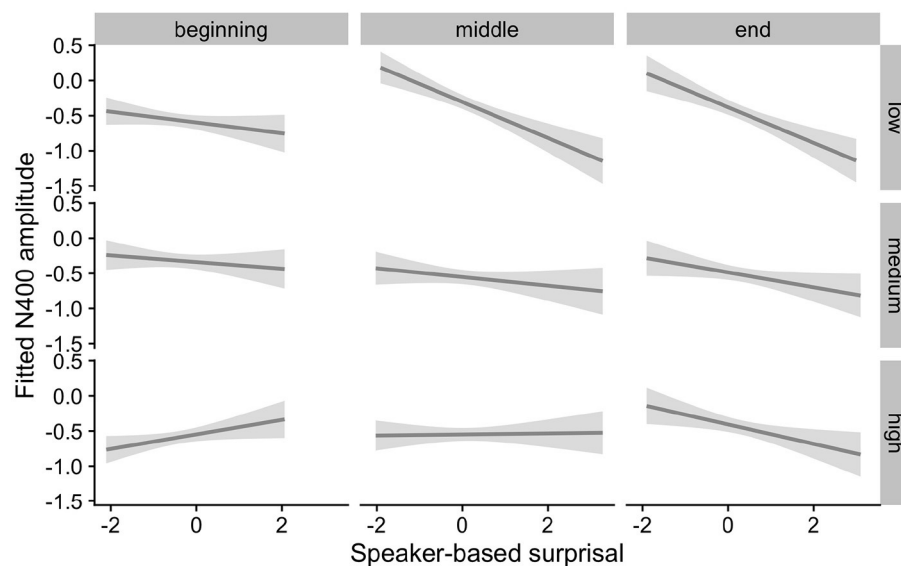 beginning middle end
0.5
0.0
-0.5
-1.0
-1.5
low
0.5
0.0
-0.5
-1.0
-1.5
medium
0.5
0.0
-0.5
-1.0
-1.5
high
Fitted N400 amplitude
-2 0 2 -2 0 2 -2 0 2
Speaker-based surprisal